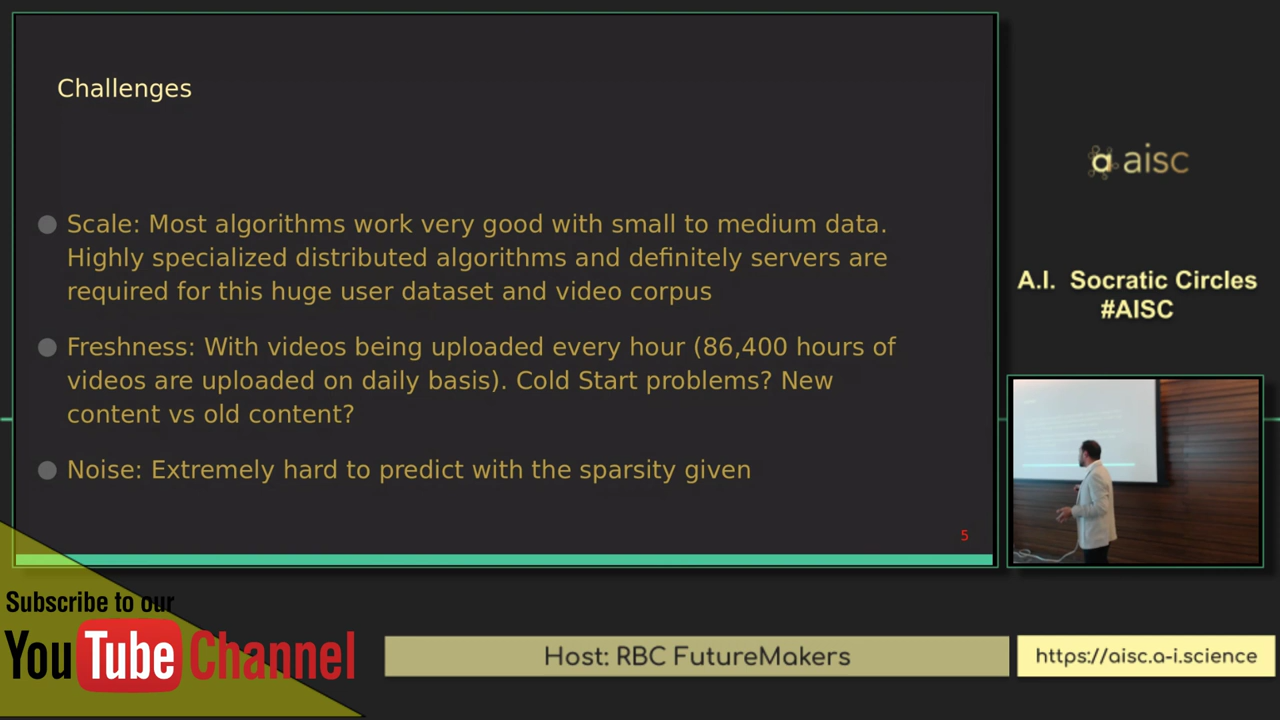 Challenges
Scale: Most algorithms work very good with small to medium data.
Highly specialized distributed algorithms and definitely servers are
required for this huge user dataset and video corpus
Freshness: With videos being uploaded every hour (86,400 hours of
videos are uploaded on daily basis). Cold Start problems? New
content vs old content?
Noise: Extremely hard to predict with the sparsity given
5
a aisc
A.I. Socratic Circles
#AISC
Subscribe to our
YouTube Channel
Host: RBC FutureMakers
https://aisc.a-i.science